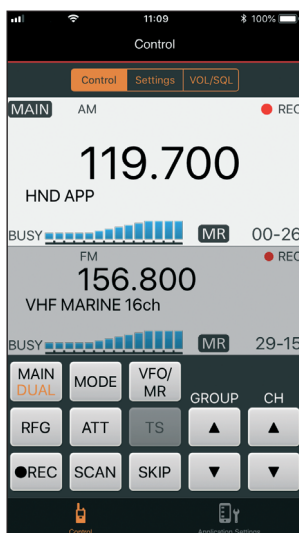 11:09 100%
Control
Control Settings VOL/SQL
MAIN AM REC
119.700
HND APP
BUSY MR 00-26
FM REC
156.800
VHF MARINE 16ch
BUSY MR 29-15
MAIN DUAL MODE VFO/ MR GROUP CH
RFG ATT TS ▲ ▲
●REC SCAN SKIP ▼ ▼
Control Application Settings